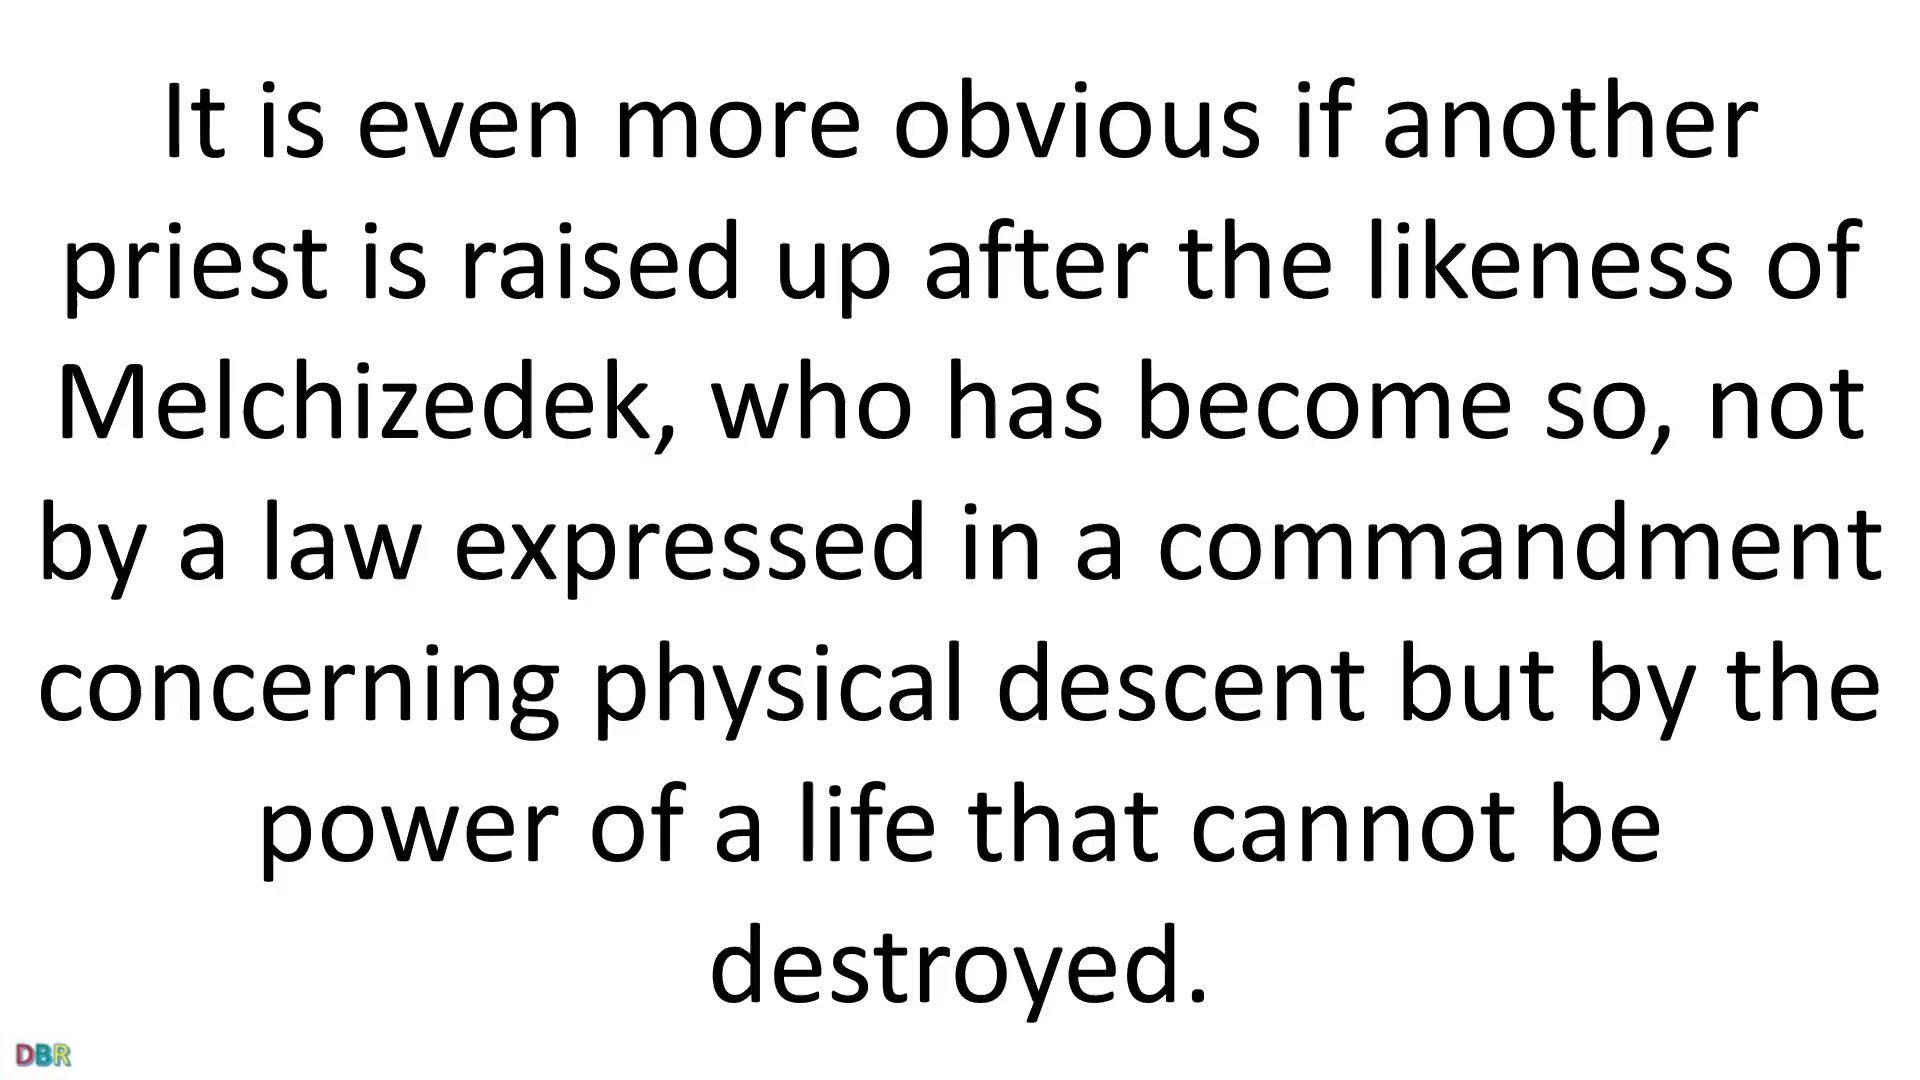 It is even more obvious if another
priest is raised up after the likeness of
Melchizedek, who has become so, not
by a law expressed in a commandment
concerning physical descent but by the
power of a life that cannot be
destroyed.
DBR